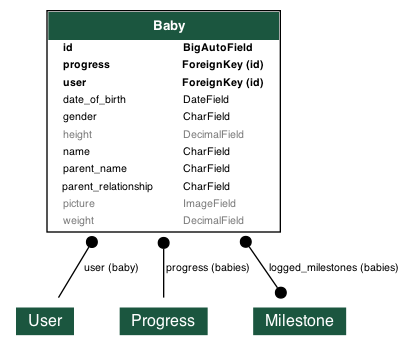 Baby
id BigAutoField
progress ForeignKey (id)
user ForeignKey (id)
date_of_birth DateField
gender CharField
height DecimalField
name CharField
parent_name CharField
parent_relationship CharField
picture ImageField
weight DecimalField
user (baby) progress (babies) logged_milestones (babies)
User Progress Milestone